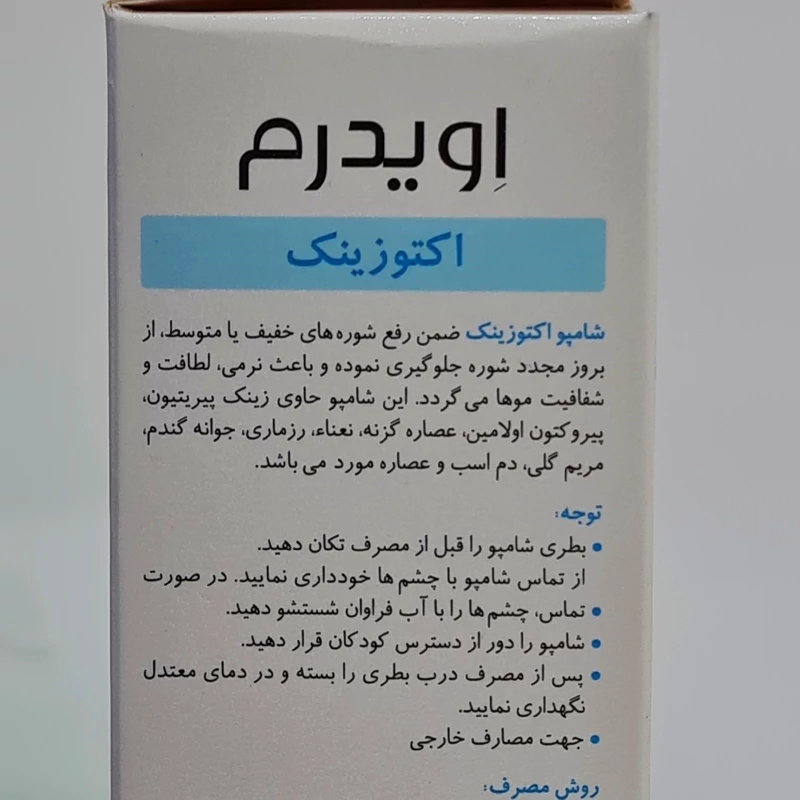 اِویدرم
اکتوزینک
شامپو اکتوزینک ضمن رفع شوره‌های خفیف یا متوسط، از
بروز مجدد شوره جلوگیری نموده و باعث نرمی، لطافت و
شفافیت موها می گردد. این شامپو حاوی زینک پیریتیون،
پیروکتون اولامین، عصاره گزنه، نعناء، رزماری، جوانه گندم،
مریم گلی، دم اسب و عصاره مورد می باشد.
توجه:
• بطری شامپو را قبل از مصرف تکان دهید.
از تماس شامپو با چشم ها خودداری نمایید. در صورت
• تماس، چشم‌ها را با آب فراوان شستشو دهید.
• شامپو را دور از دسترس کودکان قرار دهید.
• پس از مصرف درب بطری را بسته و در دمای معتدل
نگهداری نمایید.
• جهت مصارف خارجی
روش مصرف: